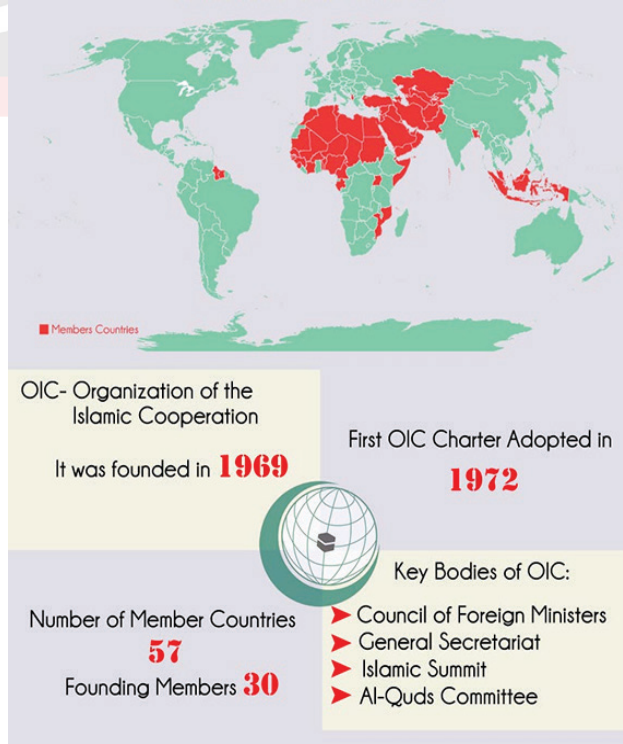 Members Countries
OIC- Organization of the
Islamic Cooperation
It was founded in 1969
First OIC Charter Adopted in
1972
Number of Member Countries
57
Founding Members 30
Key Bodies of OIC:
Council of Foreign Ministers
General Secretariat
Islamic Summit
Al-Quds Committee